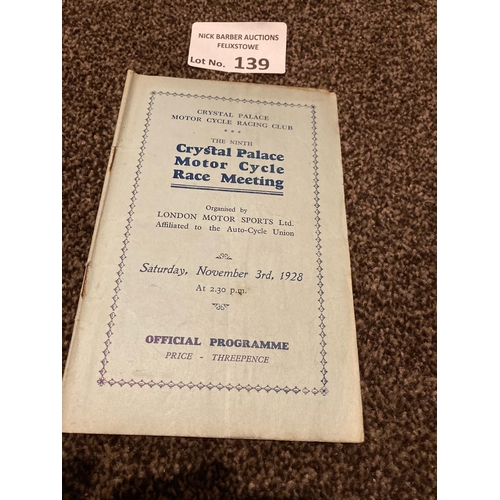 NICK BARBER AUCTIONS
FELIXSTOWE
Lot No. 139
CRYSTAL PALACE
MOTOR CYCLE RACING CLUB
* * *
THE NINTH
Crystal Palace
Motor Cycle
Race Meeting
Organised by
LONDON MOTOR SPORTS Ltd.
Affiliated to the Auto-Cycle Union
Saturday, November 3rd, 1928
At 2.30 p.m.
OFFICIAL PROGRAMME
PRICE - THREEPENCE